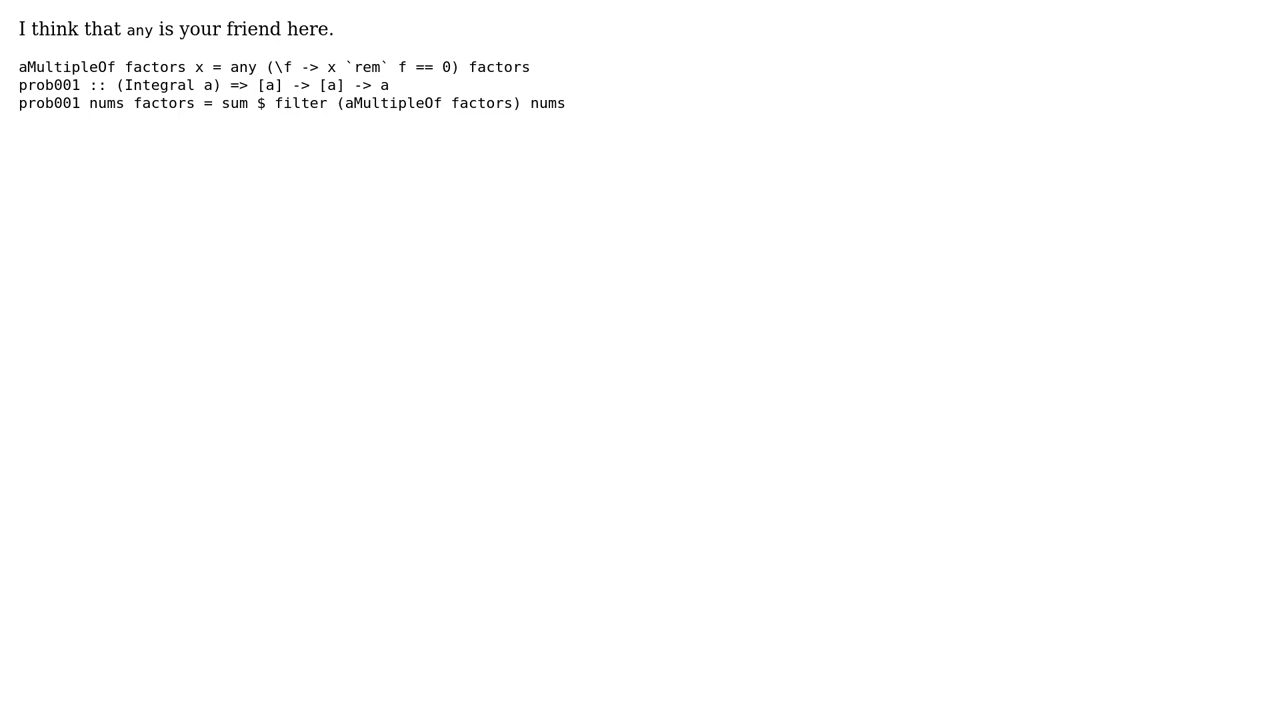 I think that any is your friend here.
aMultipleOf factors x = any (\f -> x `rem` f == 0) factors
prob001 :: (Integral a) => [a] -> [a] -> a
prob001 nums factors = sum $ filter (aMultipleOf factors) nums